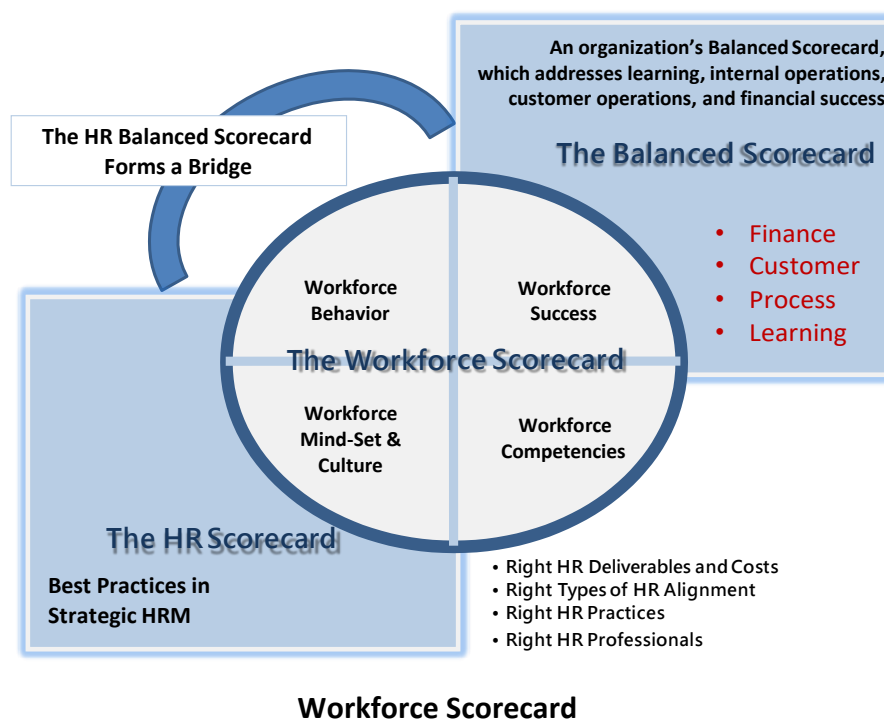 An organization's Balanced Scorecard,
which addresses learning, internal operations,
customer operations, and financial success
The HR Balanced Scorecard
Forms a Bridge
The Balanced Scorecard
• Finance
• Customer
• Process
• Learning
Workforce
Behavior
Workforce
Success
The Workforce Scorecard
Workforce
Mind-Set &
Culture
Workforce
Competencies
The HR Scorecard
Best Practices in
Strategic HRM
• Right HR Deliverables and Costs
• Right Types of HR Alignment
• Right HR Practices
• Right HR Professionals
Workforce Scorecard